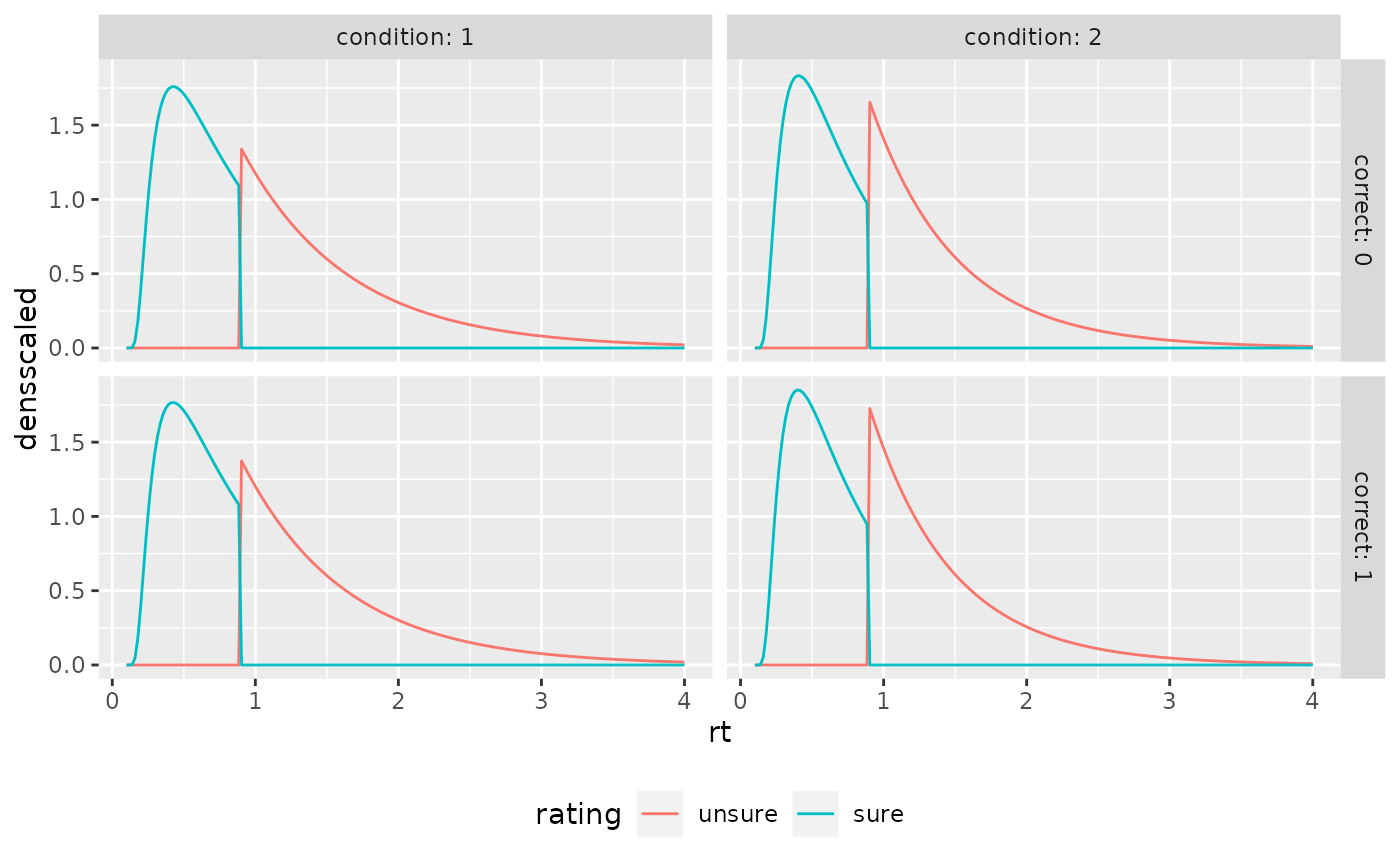 condition: 1
condition: 2
1.5
1.0
0.5
0.0
correct: 0
densscaled
1.5
1.0
0.5
0.0
correct: 1
0 1 2 3 4
0 1 2 3 4
rt
rating unsure sure